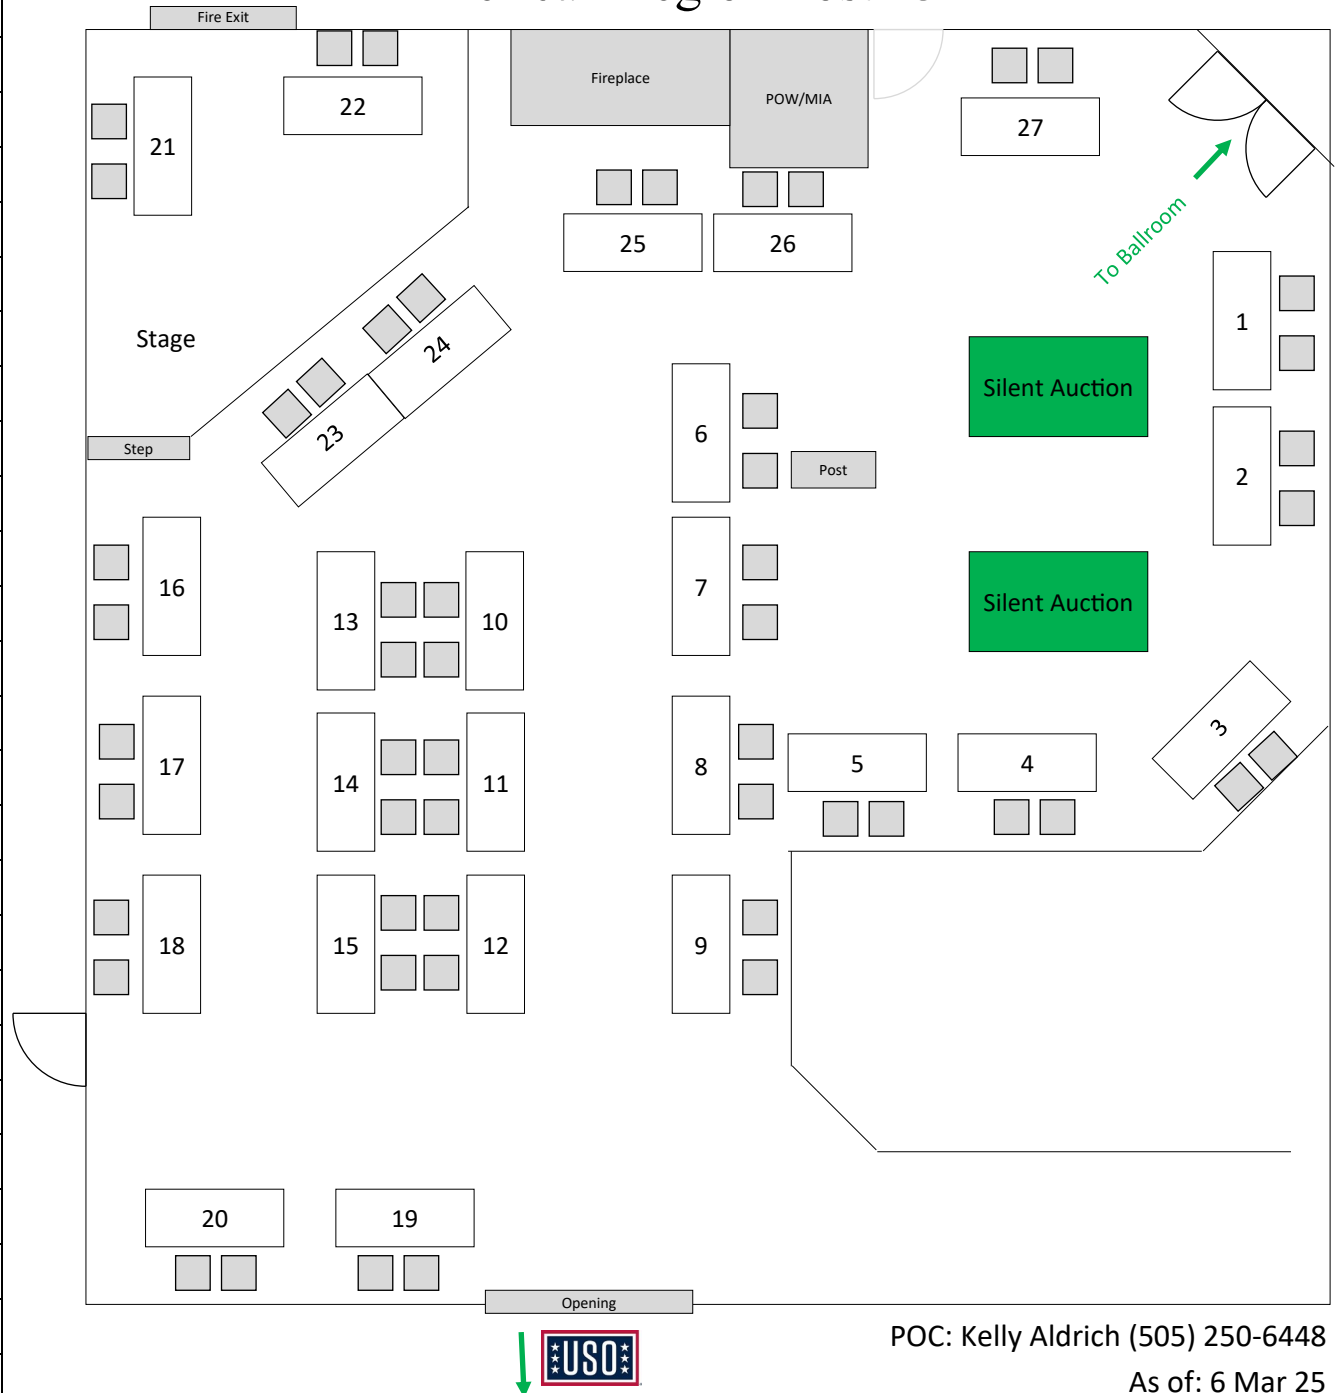 Fire Exit
Fireplace
POW/MIA
22
21
27
25
26
To Ballroom
1
Stage
24
Silent Auction
6
23
Step
Post
2
16
7
13
10
Silent Auction
3
17
14
11
8
5
4
18
15
12
9
20
19
Opening
USO
POC: Kelly Aldrich (505) 250-6448
As of: 6 Mar 25